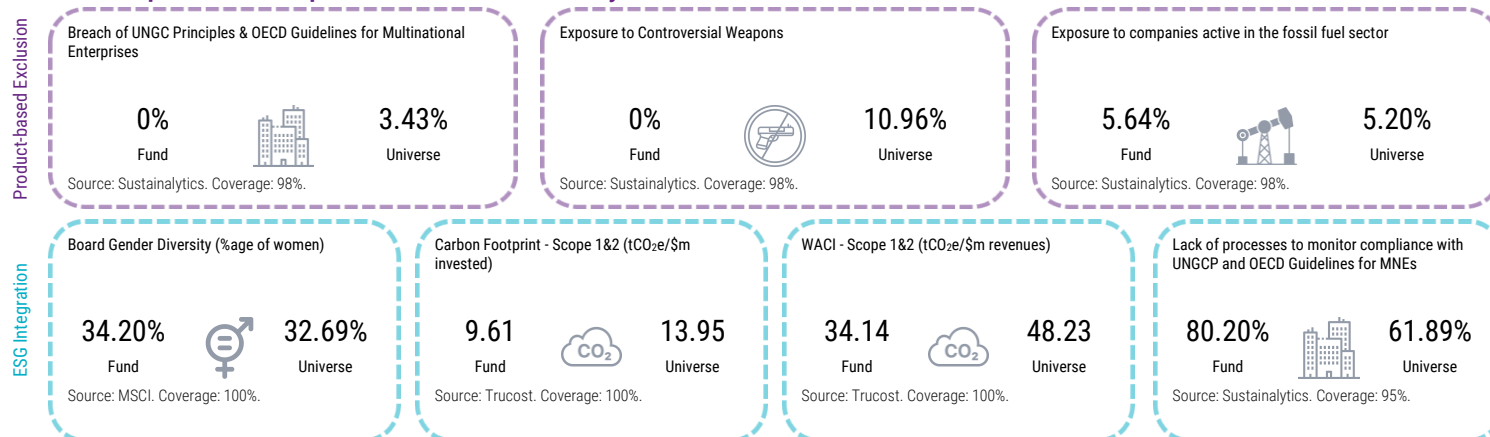 Product-based Exclusion
Breach of UNGC Principles & OECD Guidelines for Multinational
Enterprises
0%
Fund
3.43%
Universe
Source: Sustainalytics. Coverage: 98%.
Exposure to Controversial Weapons
0%
Fund
10.96%
Universe
Source: Sustainalytics. Coverage: 98%.
Exposure to companies active in the fossil fuel sector
5.64%
Fund
5.20%
Universe
Source: Sustainalytics. Coverage: 98%.
ESG Integration
Board Gender Diversity (%age of women)
34.20%
Fund
32.69%
Universe
Source: MSCI. Coverage: 100%.
Carbon Footprint - Scope 1&2 (tCO₂e/$m
invested)
9.61
Fund
CO₂
13.95
Universe
Source: Trucost. Coverage: 100%.
WACI - Scope 1&2 (tCO₂e/$m revenues)
34.14
Fund
CO₂
48.23
Universe
Source: Trucost. Coverage: 100%.
Lack of processes to monitor compliance with
UNGCP and OECD Guidelines for MNEs
80.20%
Fund
61.89%
Universe
Source: Sustainalytics. Coverage: 95%.